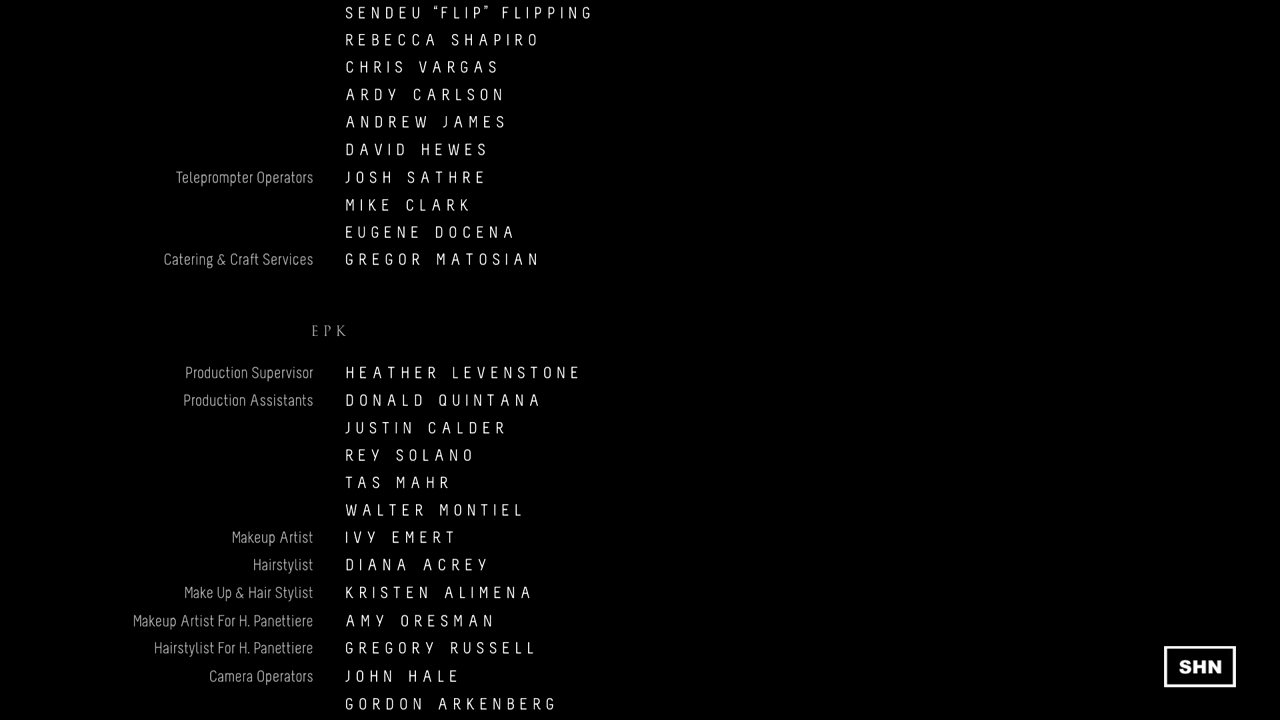 SENDEU “FLIP” FLIPPING
REBECCA SHAPIRO
CHRIS VARGAS
ARDY CARLSON
ANDREW JAMES
DAVID HEWES
Teleprompter Operators JOSH SATHRE
MIKE CLARK
EUGENE DOCENA
Catering & Craft Services GREGOR MATOSIAN
EPK
Production Supervisor HEATHER LEVENSTONE
Production Assistants DONALD QUINTANA
JUSTIN CALDER
REY SOLANO
TAS MAHR
WALTER MONTIEL
Makeup Artist IVY EMERT
Hairstylist DIANA ACREY
Make Up & Hair Stylist KRISTEN ALIMENA
Makeup Artist For H. Panettiere AMY ORESMAN
Hairstylist For H. Panettiere GREGORY RUSSELL
Camera Operators JOHN HALE
GORDON ARKENBERG
SHN